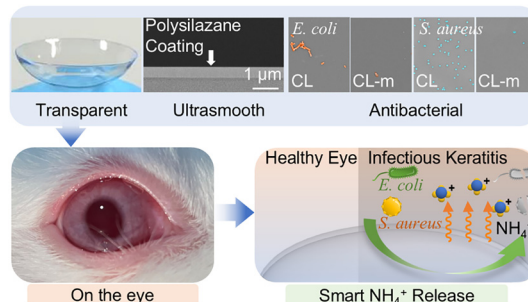 Polysilazane
Coating
1 μm
E. coli
CL
CL-m
S. aureus
CL
CL-m
Transparent
Ultrasmooth
Antibacterial
Healthy Eye
Infectious Keratitis
E. coli
S. aureus
+
+
+
NH4
On the eye
Smart NH₄⁺ Release